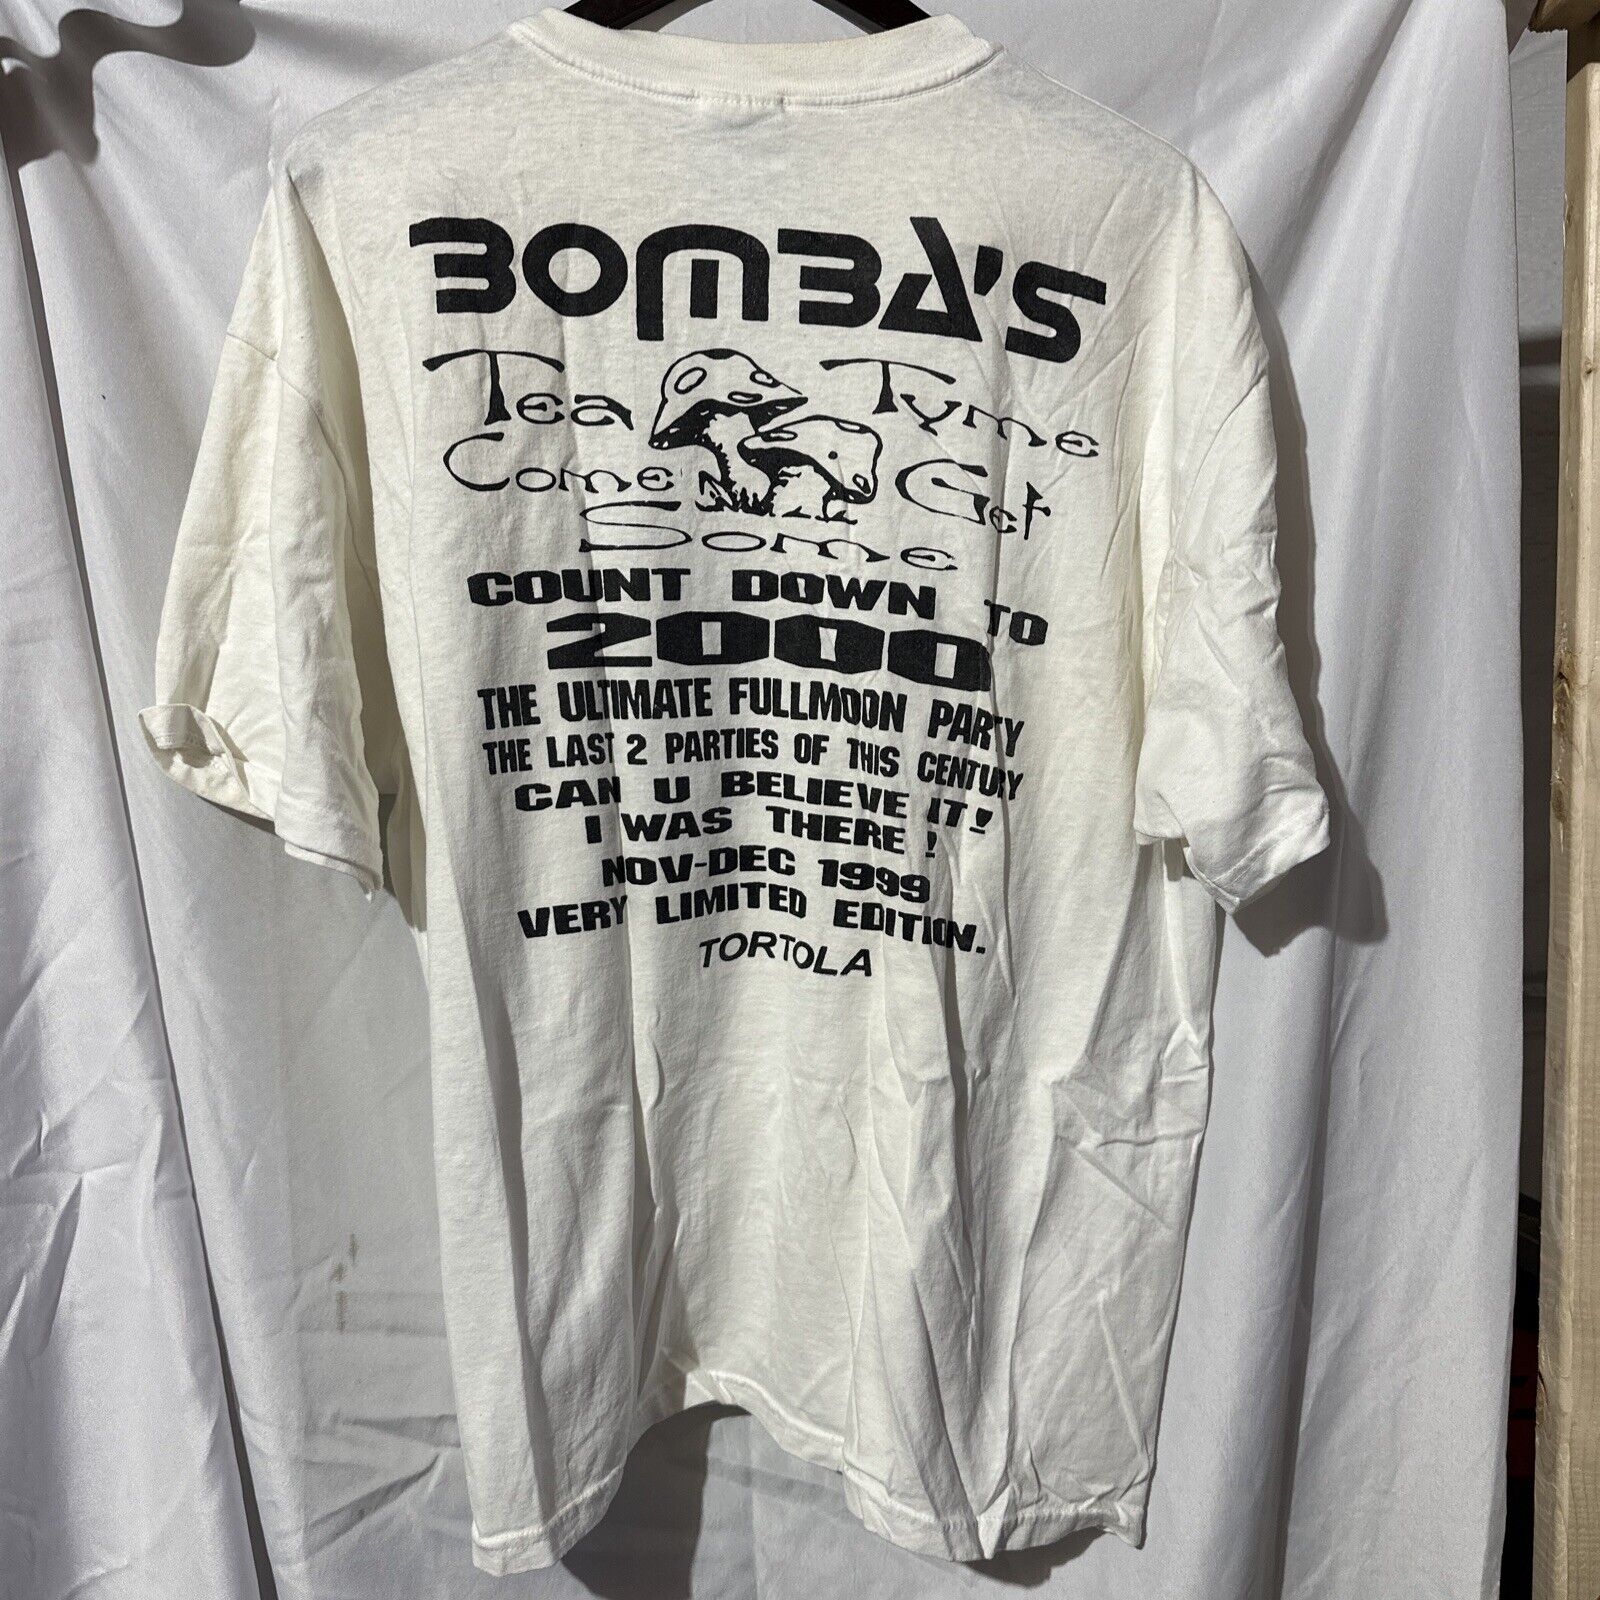 BOMBA'S
Tea Tyme
Come Get
Some
COUNT DOWN TO
2000
THE ULTIMATE FULLMOON PARTY
THE LAST 2 PARTIES OF THIS CENTURY
CAN U BELIEVE IT!
I WAS THERE!
NOV-DEC 1999
VERY LIMITED EDITION.
TORTOLA